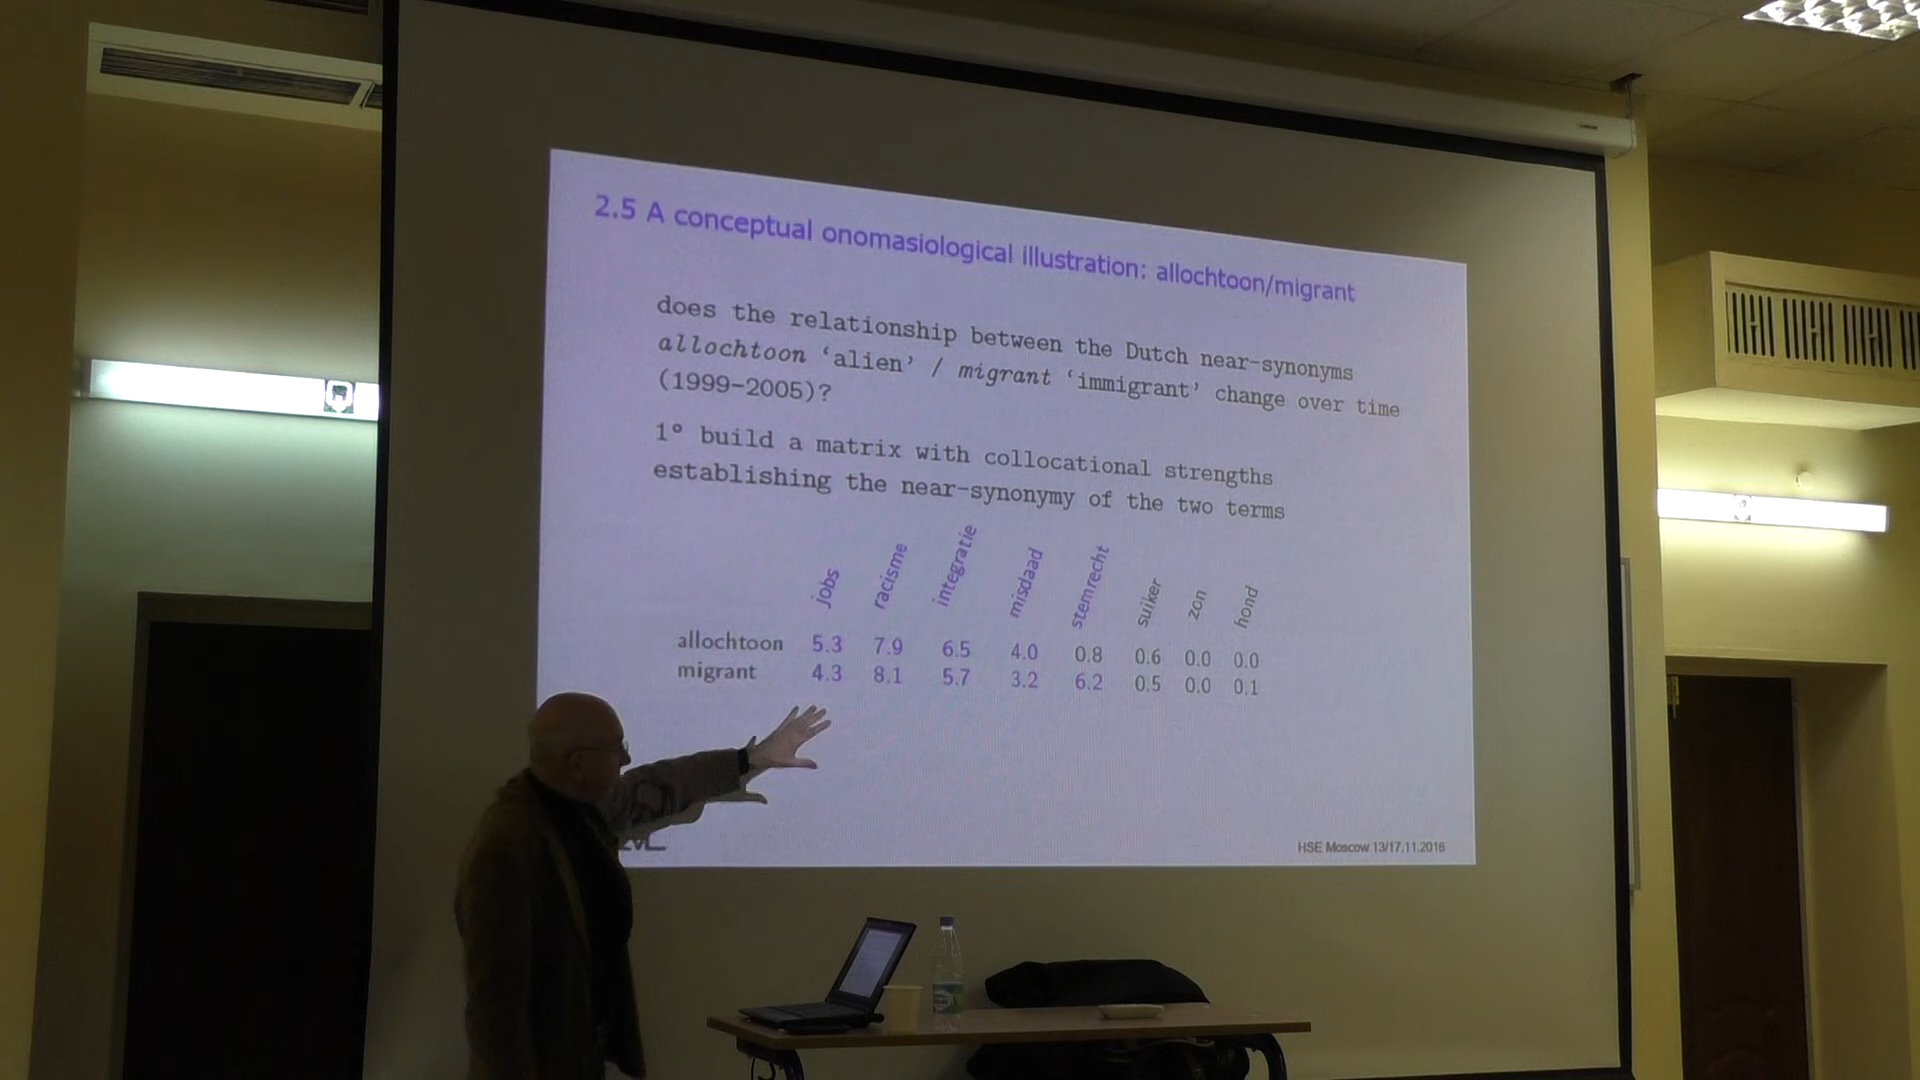 2.5 A conceptual onomasiological illustration: allochtoon/migrant
does the relationship between the Dutch near-synonyms
allochtoon ‘alien’ / migrant ‘immigrant’ change over time
(1999-2005)?
1° build a matrix with collocational strengths
establishing the near-synonymy of the two terms
jobs racisme integratie misdaad stemrecht suiker zon hond
allochtoon 5.3 7.9 6.5 4.0 0.8 0.6 0.0 0.0
migrant 4.3 8.1 5.7 3.2 6.2 0.5 0.0 0.1
HSE Moscow 13/17.11.2016